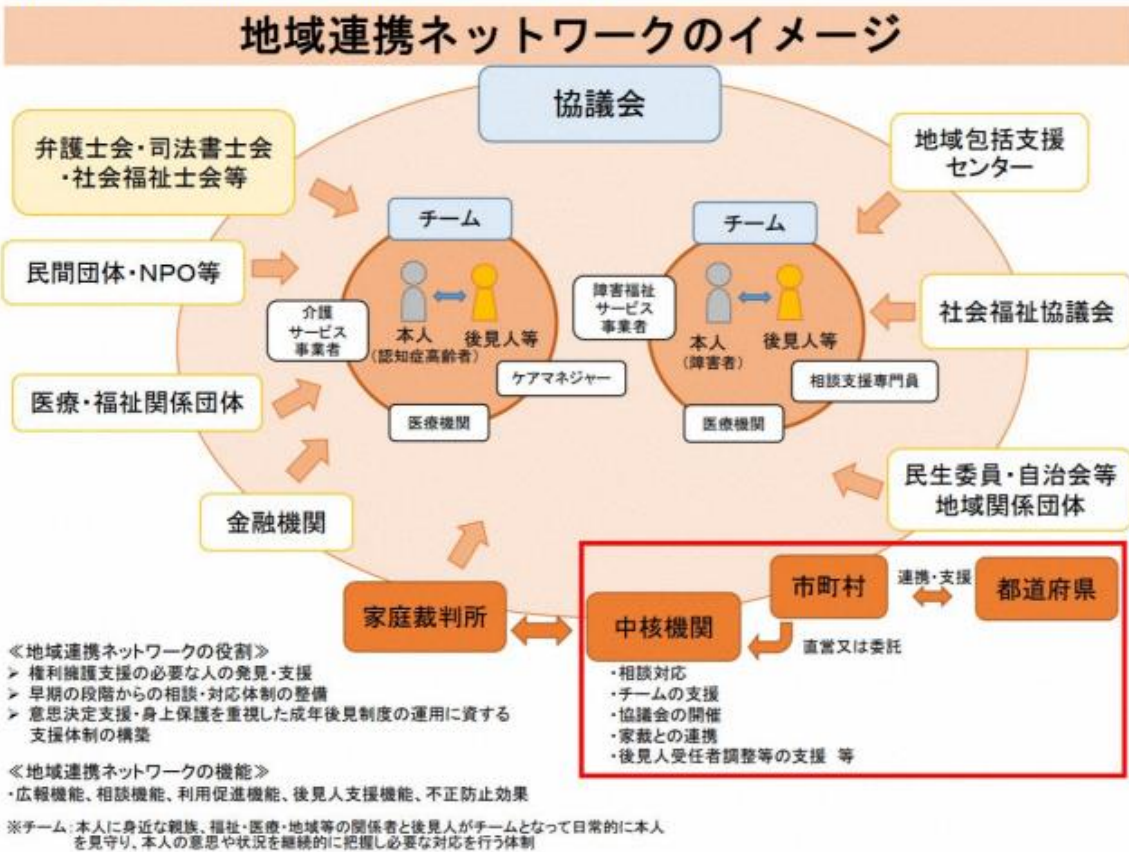 地域連携ネットワークのイメージ
協議会
弁護士会・司法書士会
・社会福祉士会等
地域包括支援
センター
チーム
チーム
民間団体・NPO等
介護
サービス
事業者
本人
(認知症高齢者)
後見人等
ケアマネジャー
医療機関
障害福祉
サービス
事業者
本人
(障害者)
後見人等
相談支援専門員
医療機関
社会福祉協議会
医療・福祉関係団体
金融機関
民生委員・自治会等
地域関係団体
家庭裁判所
中核機関
市町村
連携・支援
都道府県
直営又は委託
・相談対応
・チームの支援
・協議会の開催
・家裁との連携
・後見人受任者調整等の支援 等
≪地域連携ネットワークの役割≫
➢ 権利擁護支援の必要な人の発見・支援
➢ 早期の段階からの相談・対応体制の整備
➢ 意思決定支援・身上保護を重視した成年後見制度の運用に資する
支援体制の構築
≪地域連携ネットワークの機能≫
・広報機能、相談機能、利用促進機能、後見人支援機能、不正防止効果
※チーム:本人に身近な親族、福祉・医療・地域等の関係者と後見人がチームとなって日常的に本人
を見守り、本人の意思や状況を継続的に把握し必要な対応を行う体制